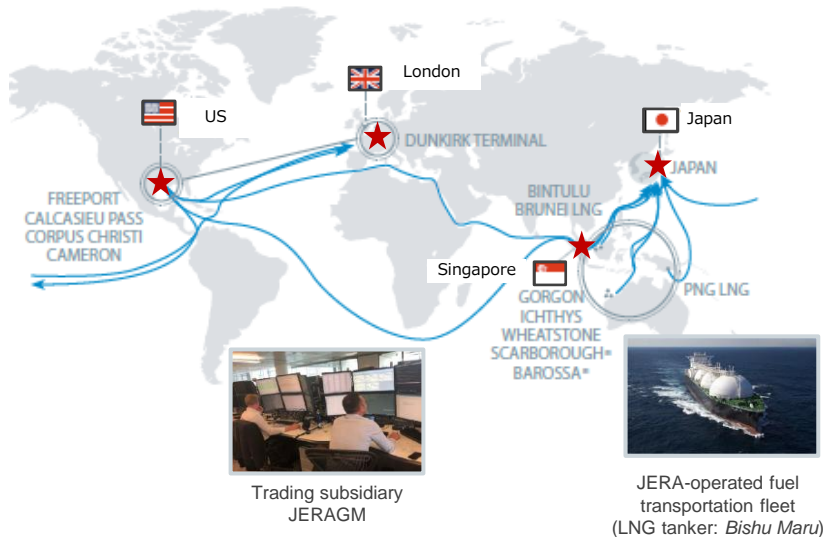 London
US
Japan
DUNKIRK TERMINAL
JAPAN
FREEPORT
CALCASIEU PASS
CORPUS CHRISTI
CAMERON
BINTULU
BRUNEI LNG
Singapore
PNG LNG
GORGON
ICHTHYS
WHEATSTONE
SCARBOROUGH※
BAROSSA※
Trading subsidiary
JERAGM
JERA-operated fuel
transportation fleet
(LNG tanker: Bishu Maru)